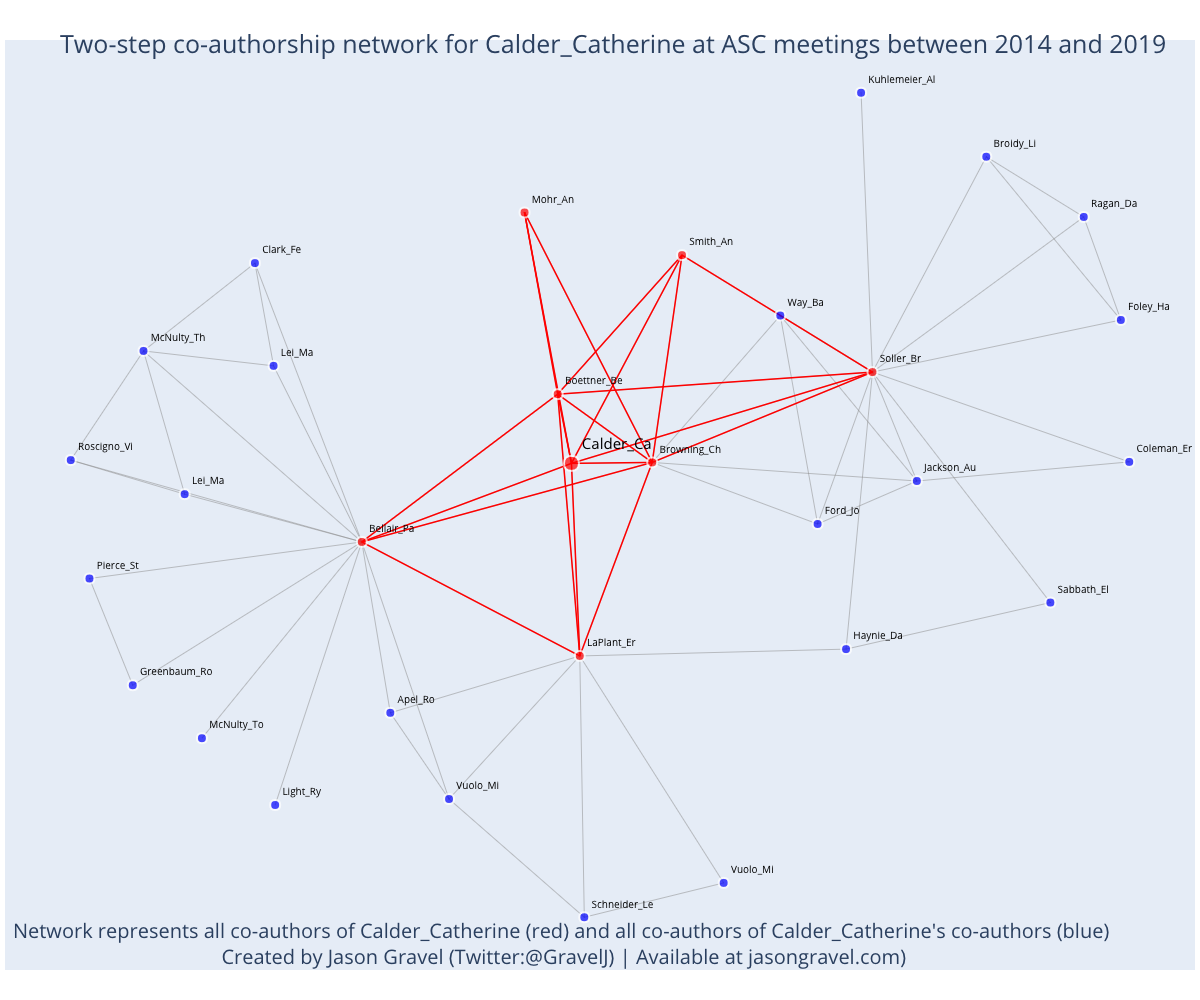 Two-step co-authorship network for Calder_Catherine at ASC meetings between 2014 and 2019
Kuhlemeier_Al
Broidy_Li
Ragan_Da
Mohr_An
Smith_An
Clark_Fe
Way_Ba
Foley_Ha
McNulty_Th
Lei_Ma
Soller_Br
Boettner_Be
Calder_Ca
Roscigno_Vi
Browning_Ch
Coleman_Er
Jackson_Au
Lei_Ma
Ford_Jo
Bellair_Pa
Pierce_St
Sabbath_El
Haynie_Da
LaPlant_Er
Greenbaum_Ro
Apel_Ro
McNulty_To
Vuolo_Mi
Light_Ry
Vuolo_Mi
Schneider_Le
Network represents all co-authors of Calder_Catherine (red) and all co-authors of Calder_Catherine's co-authors (blue)
Created by Jason Gravel (Twitter:@GravelJ) | Available at jasongravel.com)